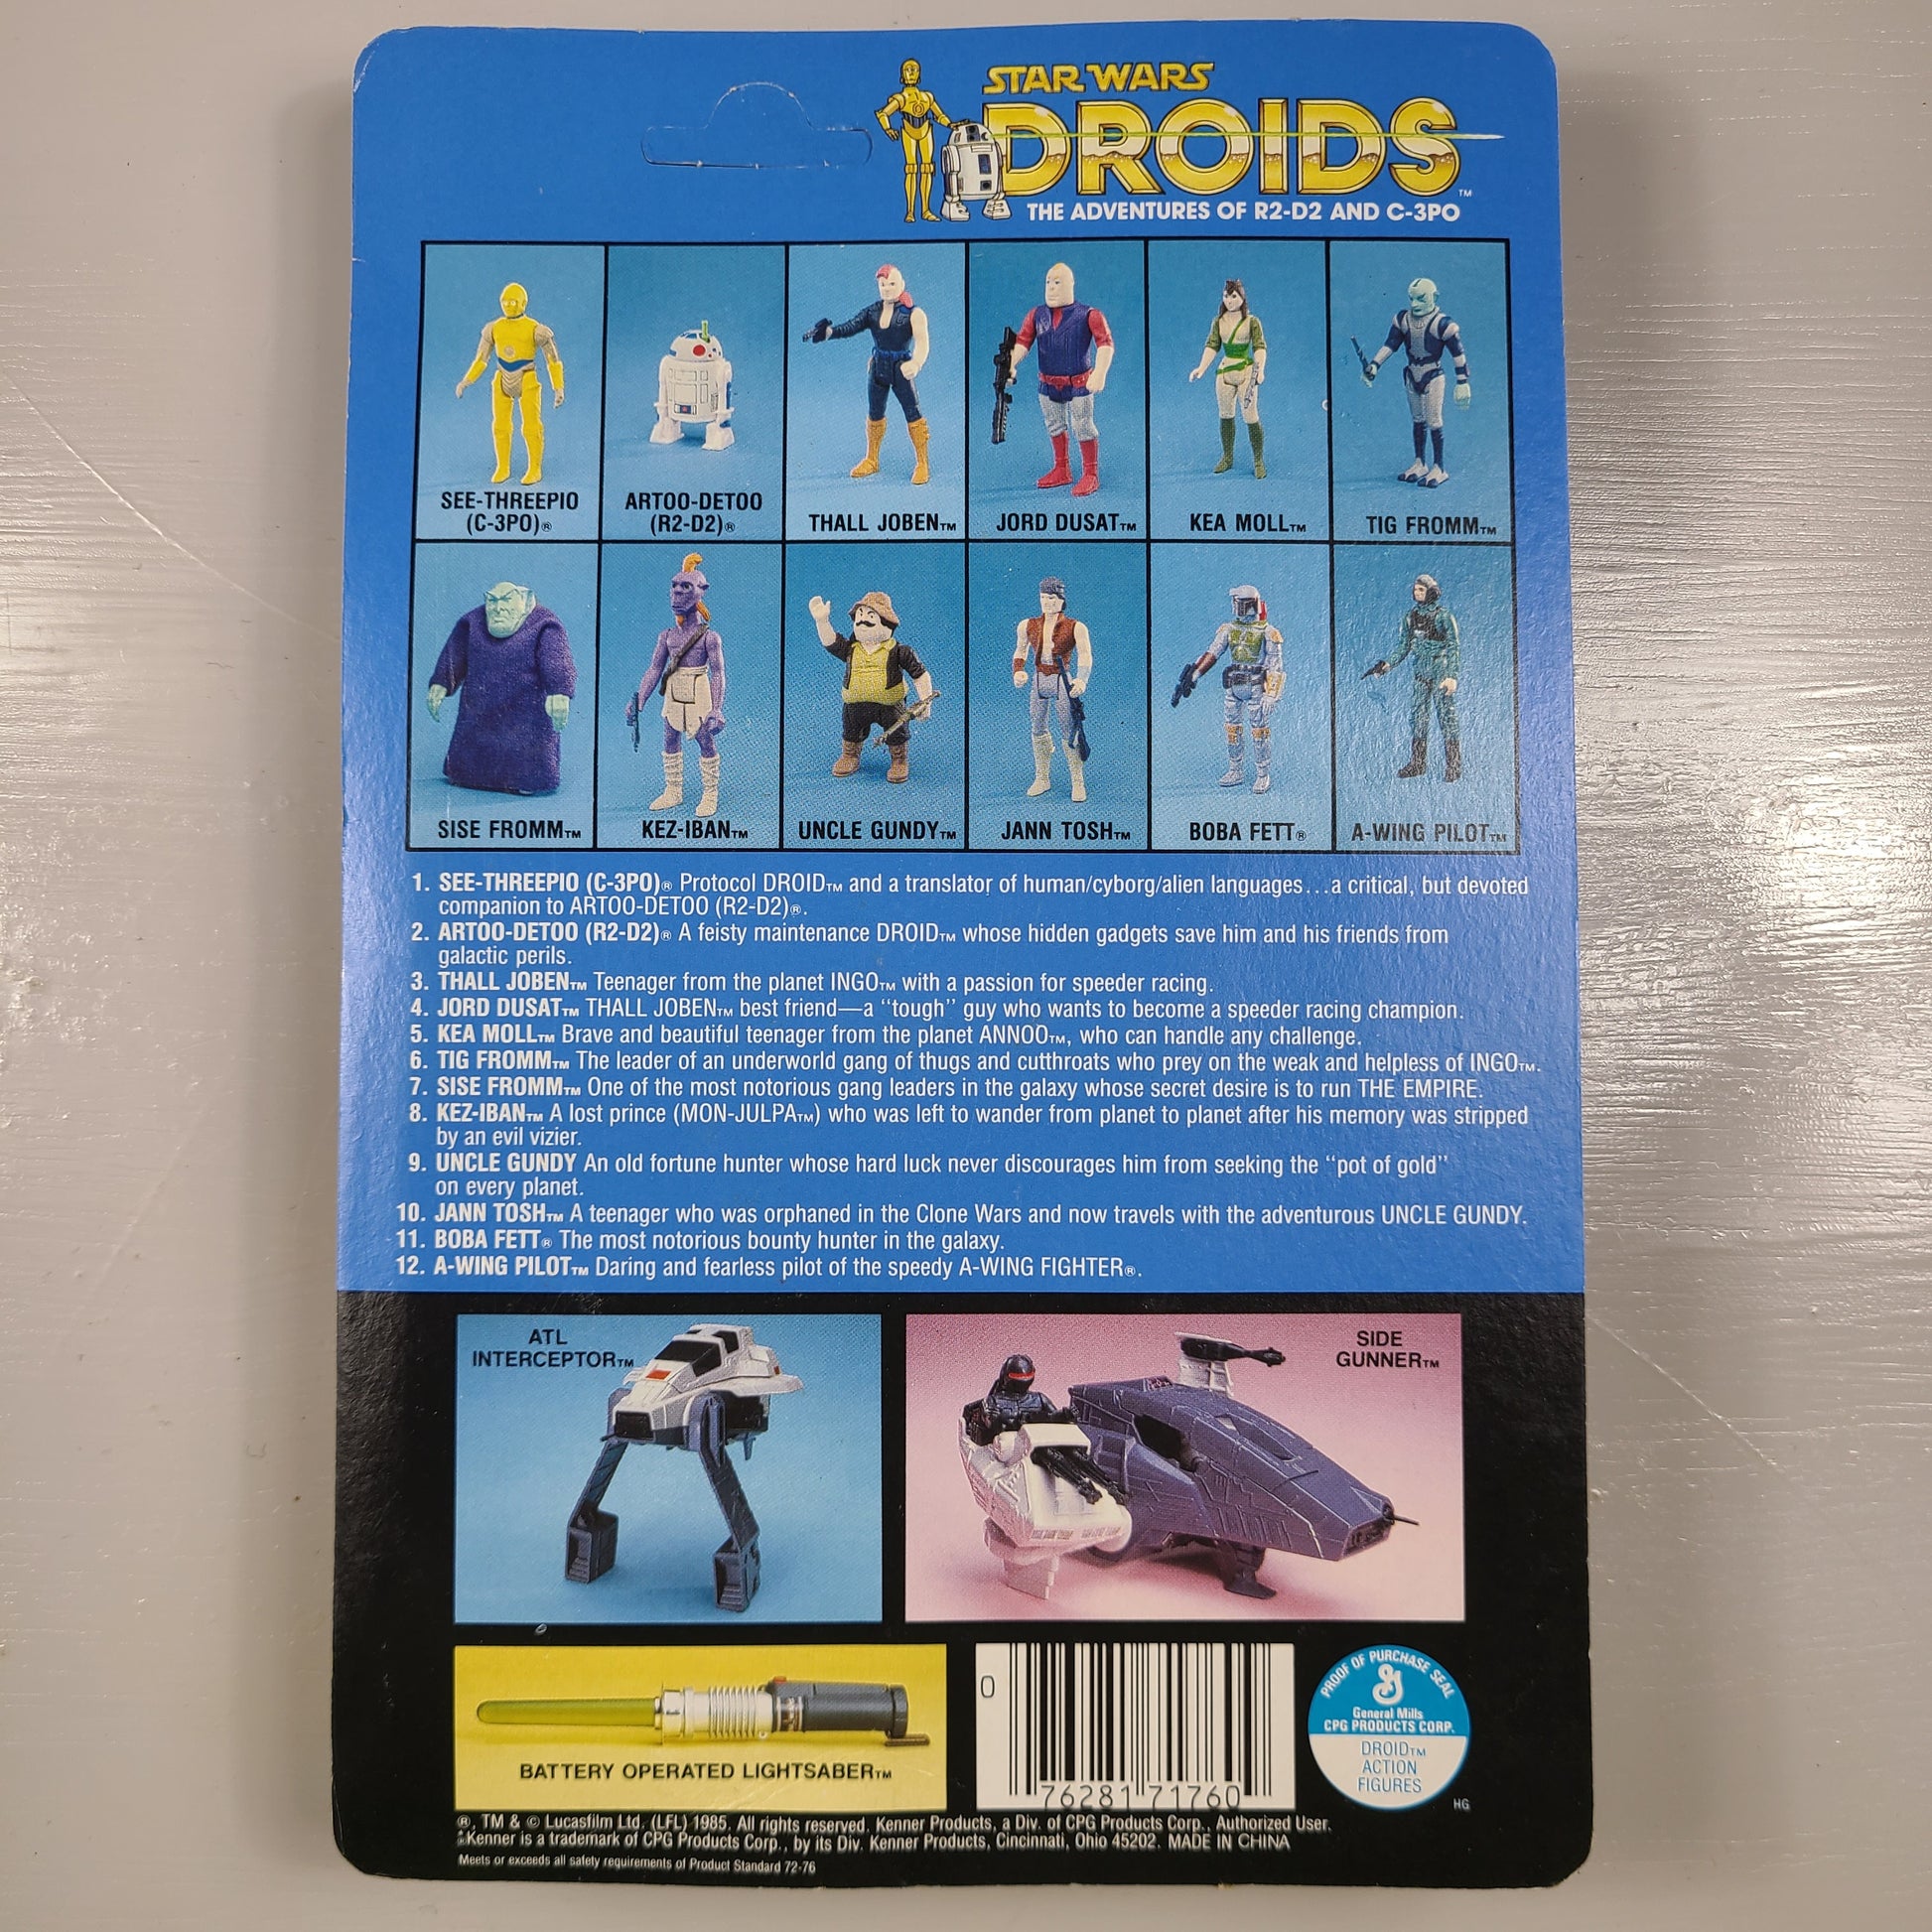 STAR WARS
DROIDS™
THE ADVENTURES OF R2-D2 AND C-3PO
SEE-THREEPIO
(C-3PO)®
ARTOO-DETOO
(R2-D2)®
THALL JOBEN™
JORD DUSAT™
KEA MOLL™
TIG FROMM™
SISE FROMM™
KEZ-IBAN™
UNCLE GUNDY™
JANN TOSH™
BOBA FETT®
A-WING PILOT™
1. SEE-THREEPIO (C-3PO)® Protocol DROID™ and a translator of human/cyborg/alien languages...a critical, but devoted
companion to ARTOO-DETOO (R2-D2)®.
2. ARTOO-DETOO (R2-D2)® A feisty maintenance DROID™ whose hidden gadgets save him and his friends from
galactic perils.
3. THALL JOBEN™ Teenager from the planet INGO™ with a passion for speeder racing.
4. JORD DUSAT™ THALL JOBEN™ best friend—a “tough” guy who wants to become a speeder racing champion.
5. KEA MOLL™ Brave and beautiful teenager from the planet ANNOO™, who can handle any challenge.
6. TIG FROMM™ The leader of an underworld gang of thugs and cutthroats who prey on the weak and helpless of INGO™.
7. SISE FROMM™ One of the most notorious gang leaders in the galaxy whose secret desire is to run THE EMPIRE.
8. KEZ-IBAN™ A lost prince (MON-JULPA™) who was left to wander from planet to planet after his memory was stripped
by an evil vizier.
9. UNCLE GUNDY An old fortune hunter whose hard luck never discourages him from seeking the “pot of gold”
on every planet.
10. JANN TOSH™ A teenager who was orphaned in the Clone Wars and now travels with the adventurous UNCLE GUNDY.
11. BOBA FETT® The most notorious bounty hunter in the galaxy.
12. A-WING PILOT™ Daring and fearless pilot of the speedy A-WING FIGHTER®.
ATL
INTERCEPTOR™
SIDE
GUNNER™
BATTERY OPERATED LIGHTSABER™
0
76281 71760
PROOF OF PURCHASE SEAL
General Mills
CPG PRODUCTS CORP.
DROID™
ACTION
FIGURES
HG
®, TM & © Lucasfilm Ltd. (LFL) 1985. All rights reserved. Kenner Products, a Div. of CPG Products Corp., Authorized User.
Kenner is a trademark of CPG Products Corp., by its Div. Kenner Products, Cincinnati, Ohio 45202. MADE IN CHINA
Meets or exceeds all safety requirements of Product Standard 72-76